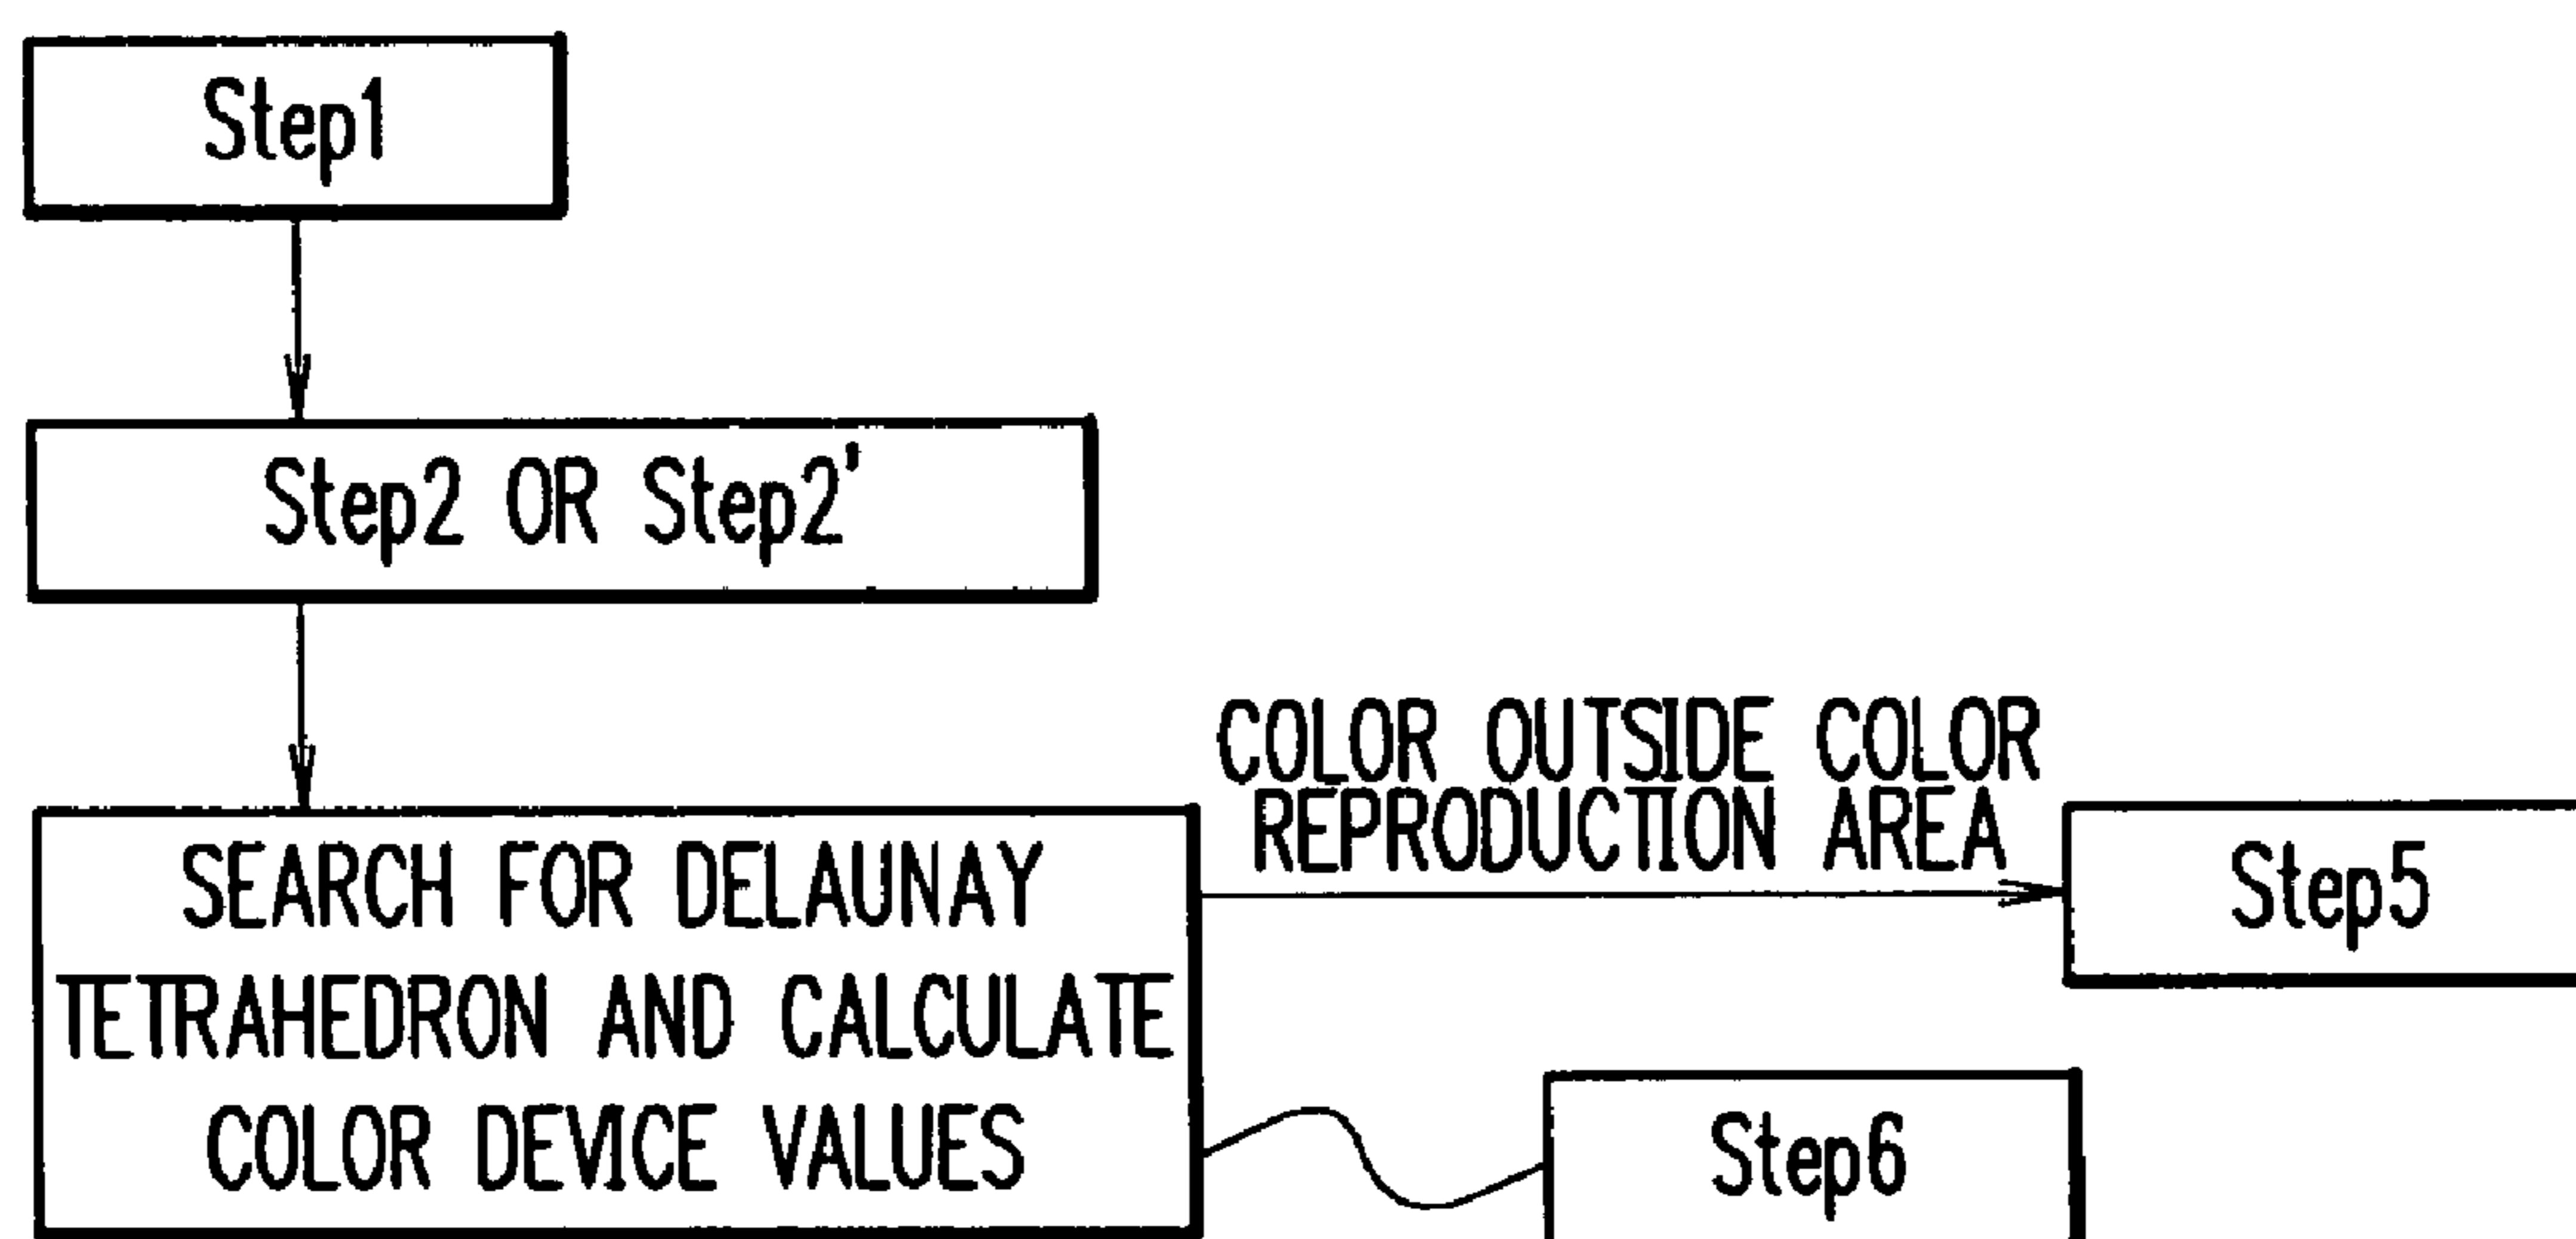 Step1
Step2 OR Step2'
COLOR OUTSIDE COLOR
REPRODUCTION AREA
SEARCH FOR DELAUNAY
TETRAHEDRON AND CALCULATE
COLOR DEVICE VALUES
Step5
Step6